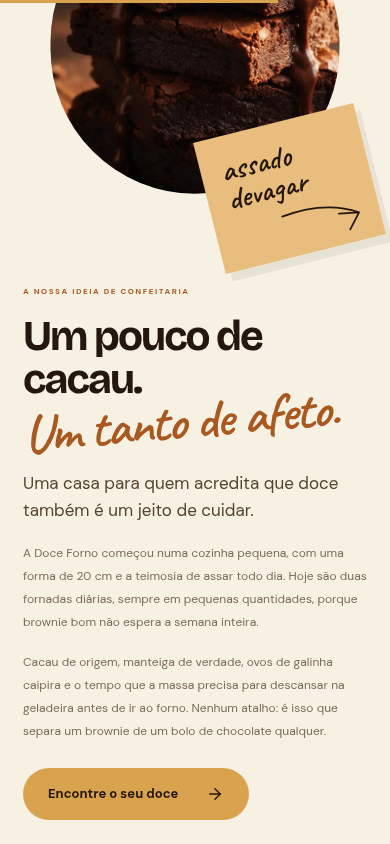 assado
devagar
A NOSSA IDEIA DE CONFEITARIA
Um pouco de
cacau.
Um tanto de afeto.
Uma casa para quem acredita que doce
também é um jeito de cuidar.
A Doce Forno começou numa cozinha pequena, com uma
forma de 20 cm e a teimosia de assar todo dia. Hoje são duas
fornadas diárias, sempre em pequenas quantidades, porque
brownie bom não espera a semana inteira.
Cacau de origem, manteiga de verdade, ovos de galinha
caipira e o tempo que a massa precisa para descansar na
geladeira antes de ir ao forno. Nenhum atalho: é isso que
separa um brownie de um bolo de chocolate qualquer.
Encontre o seu doce